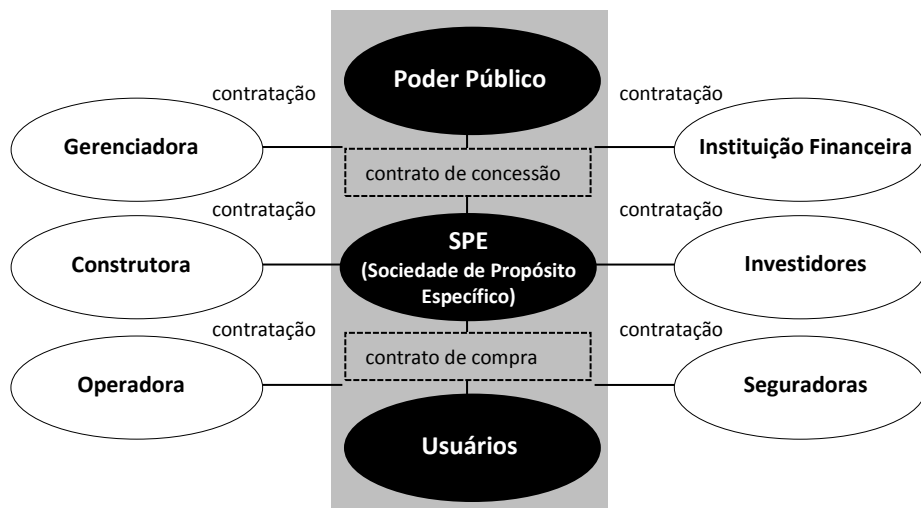 Poder Público
contratação
contratação
Gerenciadora
Instituição Financeira
contrato de concessão
contratação
contratação
SPE
(Sociedade de Propósito
Específico)
Construtora
Investidores
contratação
contratação
contrato de compra
Operadora
Seguradoras
Usuários